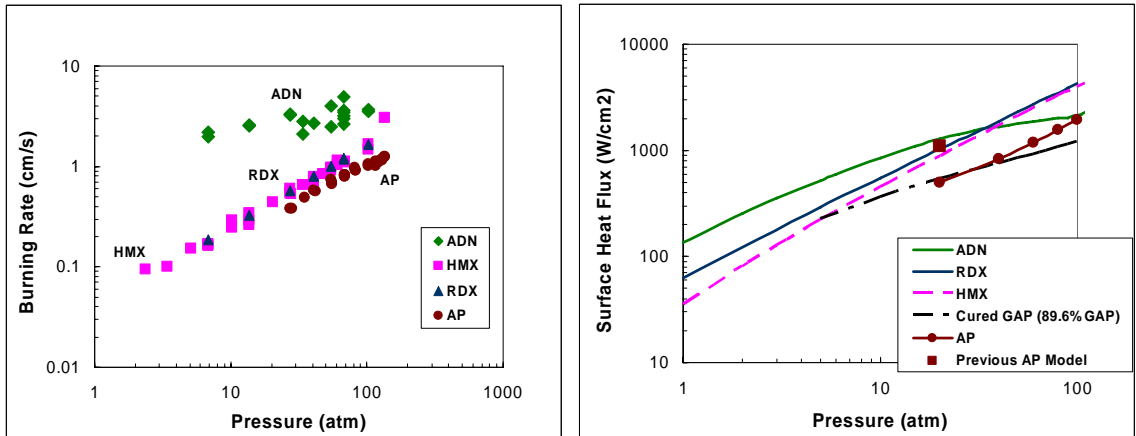 10
1
0.1
0.01
Burning Rate (cm/s)
ADN
RDX
AP
HMX
ADN
HMX
RDX
AP
1
10
100
1000
Pressure (atm)
10000
1000
100
10
Surface Heat Flux (W/cm2)
ADN
RDX
HMX
Cured GAP (89.6% GAP)
AP
Previous AP Model
1
10
100
Pressure (atm)